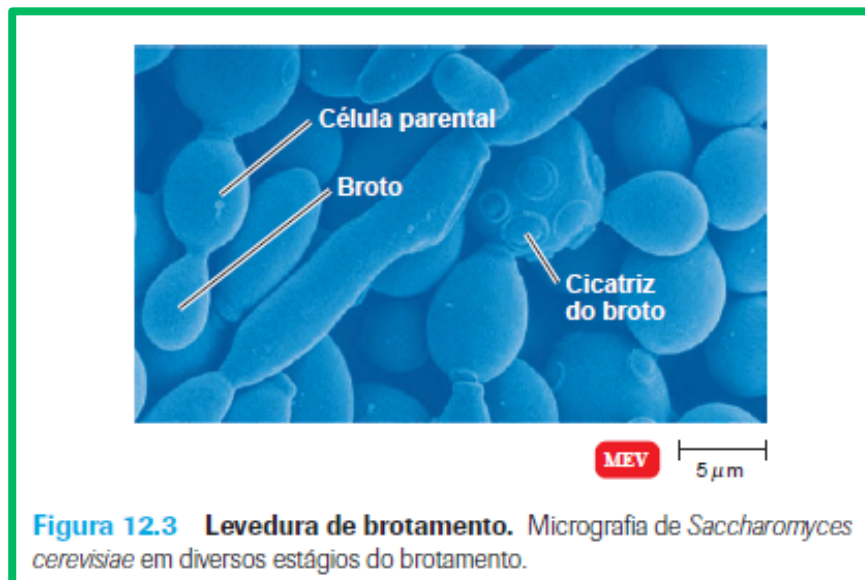 Célula parental
Broto
Cicatriz
do broto
MEV
5 μm
Figura 12.3 Levedura de brotamento. Micrografia de Saccharomyces
cerevisiae em diversos estágios do brotamento.